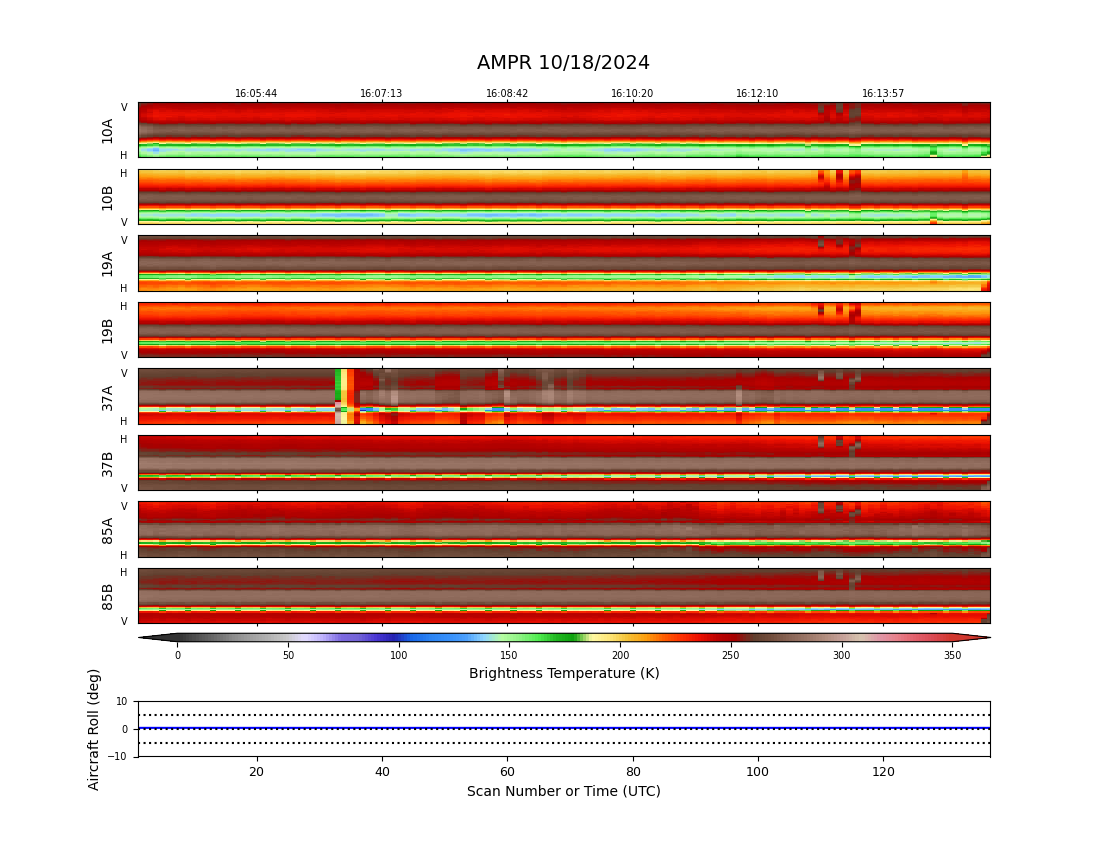 AMPR 10/18/2024
16:05:44 16:07:13 16:08:42 16:10:20 16:12:10 16:13:57
V
10A
H
H
10B
V
V
19A
H
H
19B
V
V
37A
H
H
37B
V
V
85A
H
H
85B
V
0 50 100 150 200 250 300 350
Brightness Temperature (K)
Aircraft Roll (deg)
10
0
−10
20 40 60 80 100 120
Scan Number or Time (UTC)